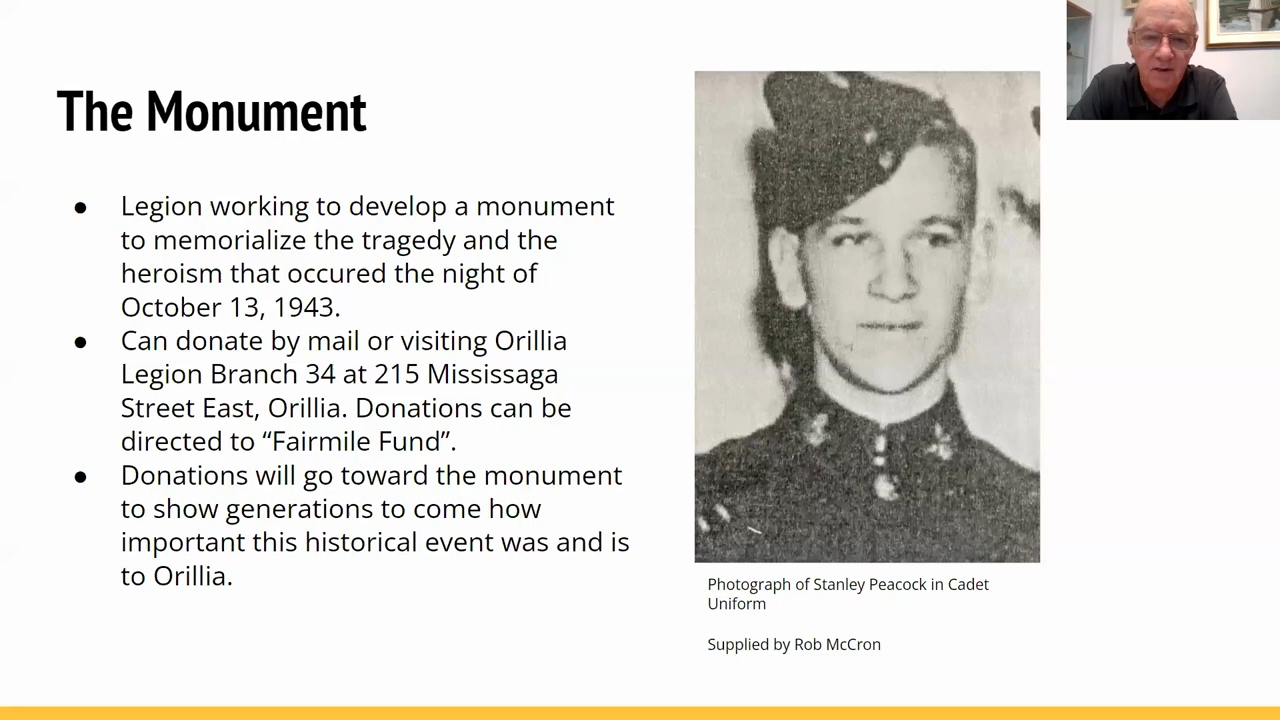 The Monument
● Legion working to develop a monument
to memorialize the tragedy and the
heroism that occured the night of
October 13, 1943.
● Can donate by mail or visiting Orillia
Legion Branch 34 at 215 Mississaga
Street East, Orillia. Donations can be
directed to “Fairmile Fund”.
● Donations will go toward the monument
to show generations to come how
important this historical event was and is
to Orillia.
Photograph of Stanley Peacock in Cadet
Uniform
Supplied by Rob McCron